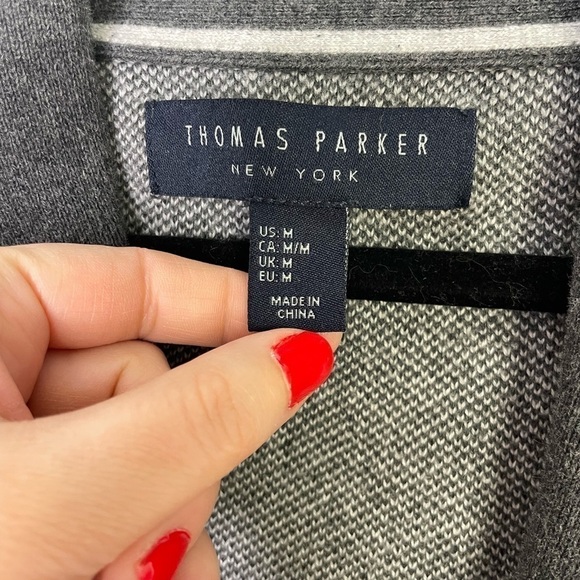 THOMAS PARKER
NEW YORK
US: M
CA: M/M
UK: M
EU: M
MADE IN
CHINA